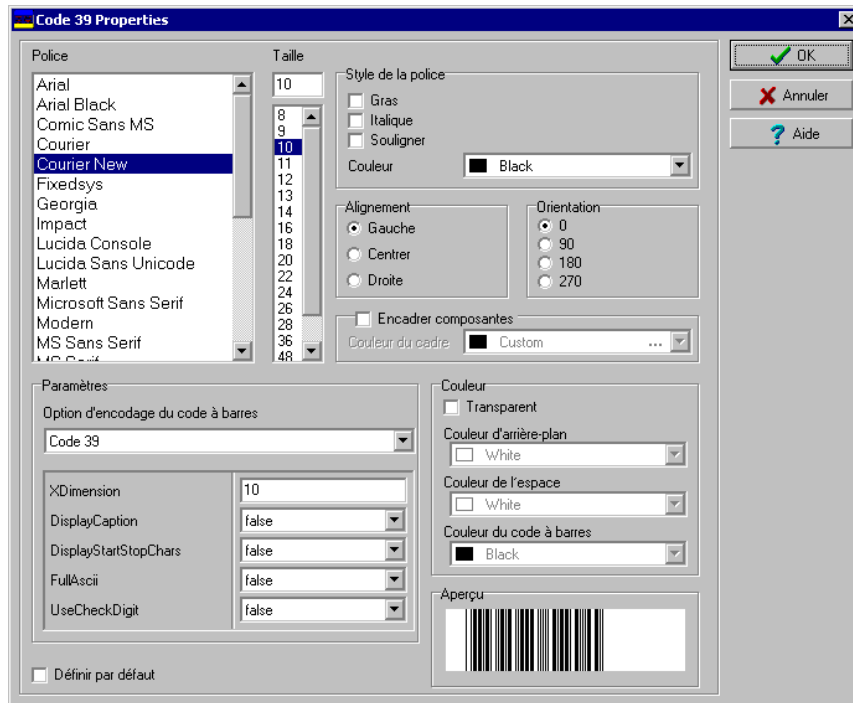 Code 39 Properties
Police
Arial
Arial Black
Comic Sans MS
Courier
Courier New
Fixedsys
Georgia
Impact
Lucida Console
Lucida Sans Unicode
Marlett
Microsoft Sans Serif
Modern
MS Sans Serif
MS Serif
Taille
10
8
9
10
11
12
13
14
16
18
20
22
24
26
28
36
48
Style de la police
Gras
Italique
Souligner
Couleur Black
Alignement
Gauche
Centrer
Droite
Orientation
0
90
180
270
Encadrer composantes
Couleur du cadre Custom ...
OK
Annuler
Aide
Paramètres
Option d'encodage du code à barres
Code 39
XDimension 10
DisplayCaption false
DisplayStartStopChars false
FullAscii false
UseCheckDigit false
Couleur
Transparent
Couleur d'arrière-plan
White
Couleur de l'espace
White
Couleur du code à barres
Black
Aperçu
Définir par défaut